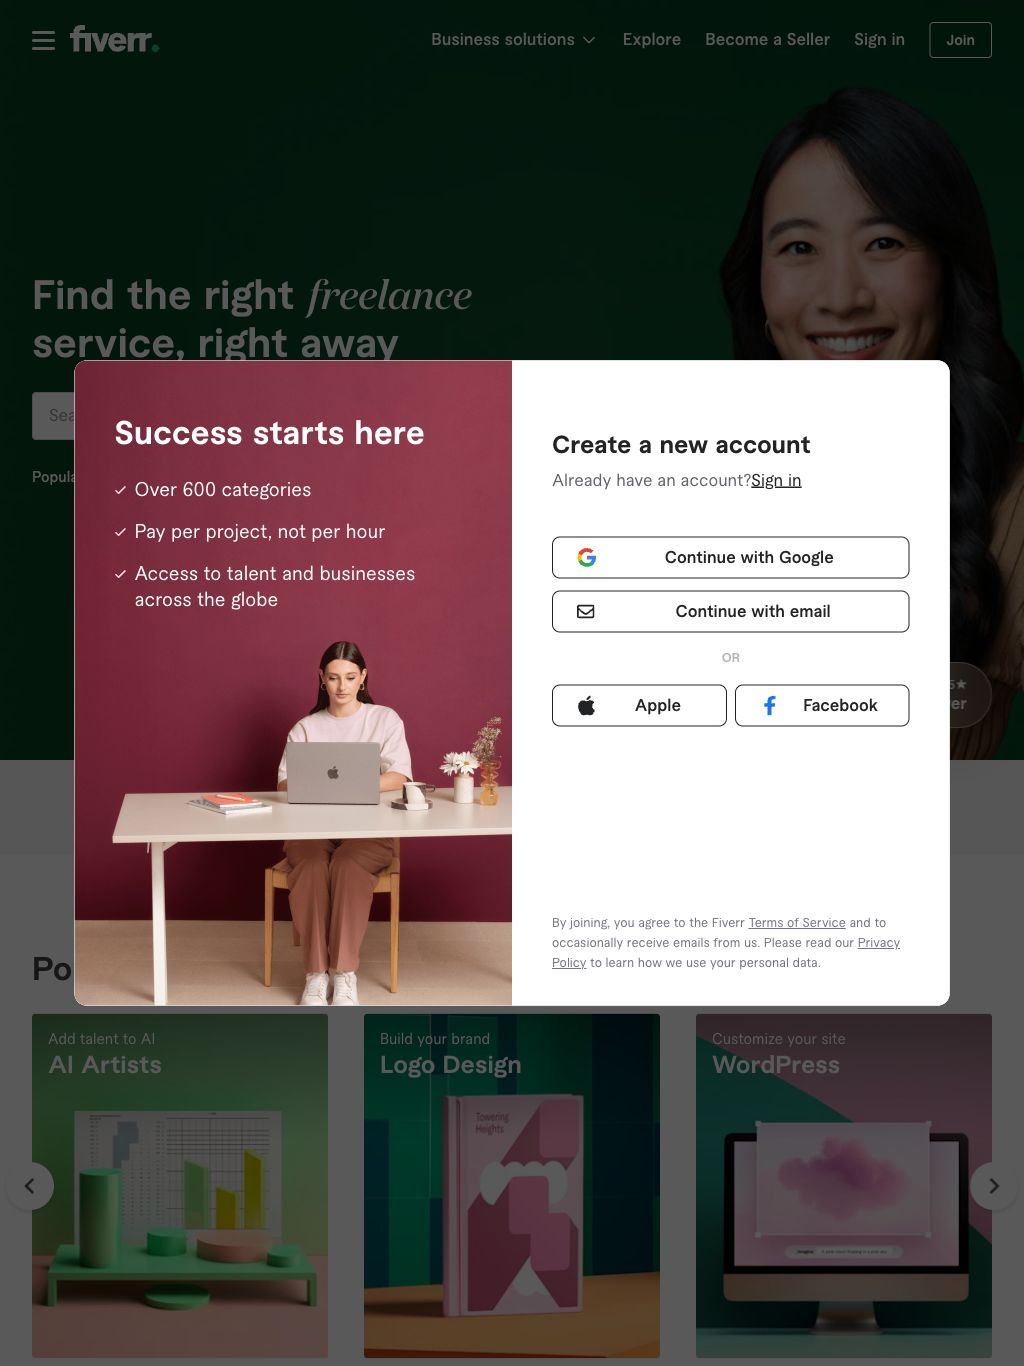 fiverr.
Business solutions
Explore
Become a Seller
Sign in
Join
Find the right freelance
service, right away
Success starts here
Over 600 categories
Pay per project, not per hour
Access to talent and businesses
across the globe
Create a new account
Already have an account?Sign in
Continue with Google
Continue with email
OR
Apple
Facebook
By joining, you agree to the Fiverr Terms of Service and to
occasionally receive emails from us. Please read our Privacy
Policy to learn how we use your personal data.
Add talent to AI
AI Artists
Build your brand
Logo Design
Towering
Heights
Customize your site
WordPress